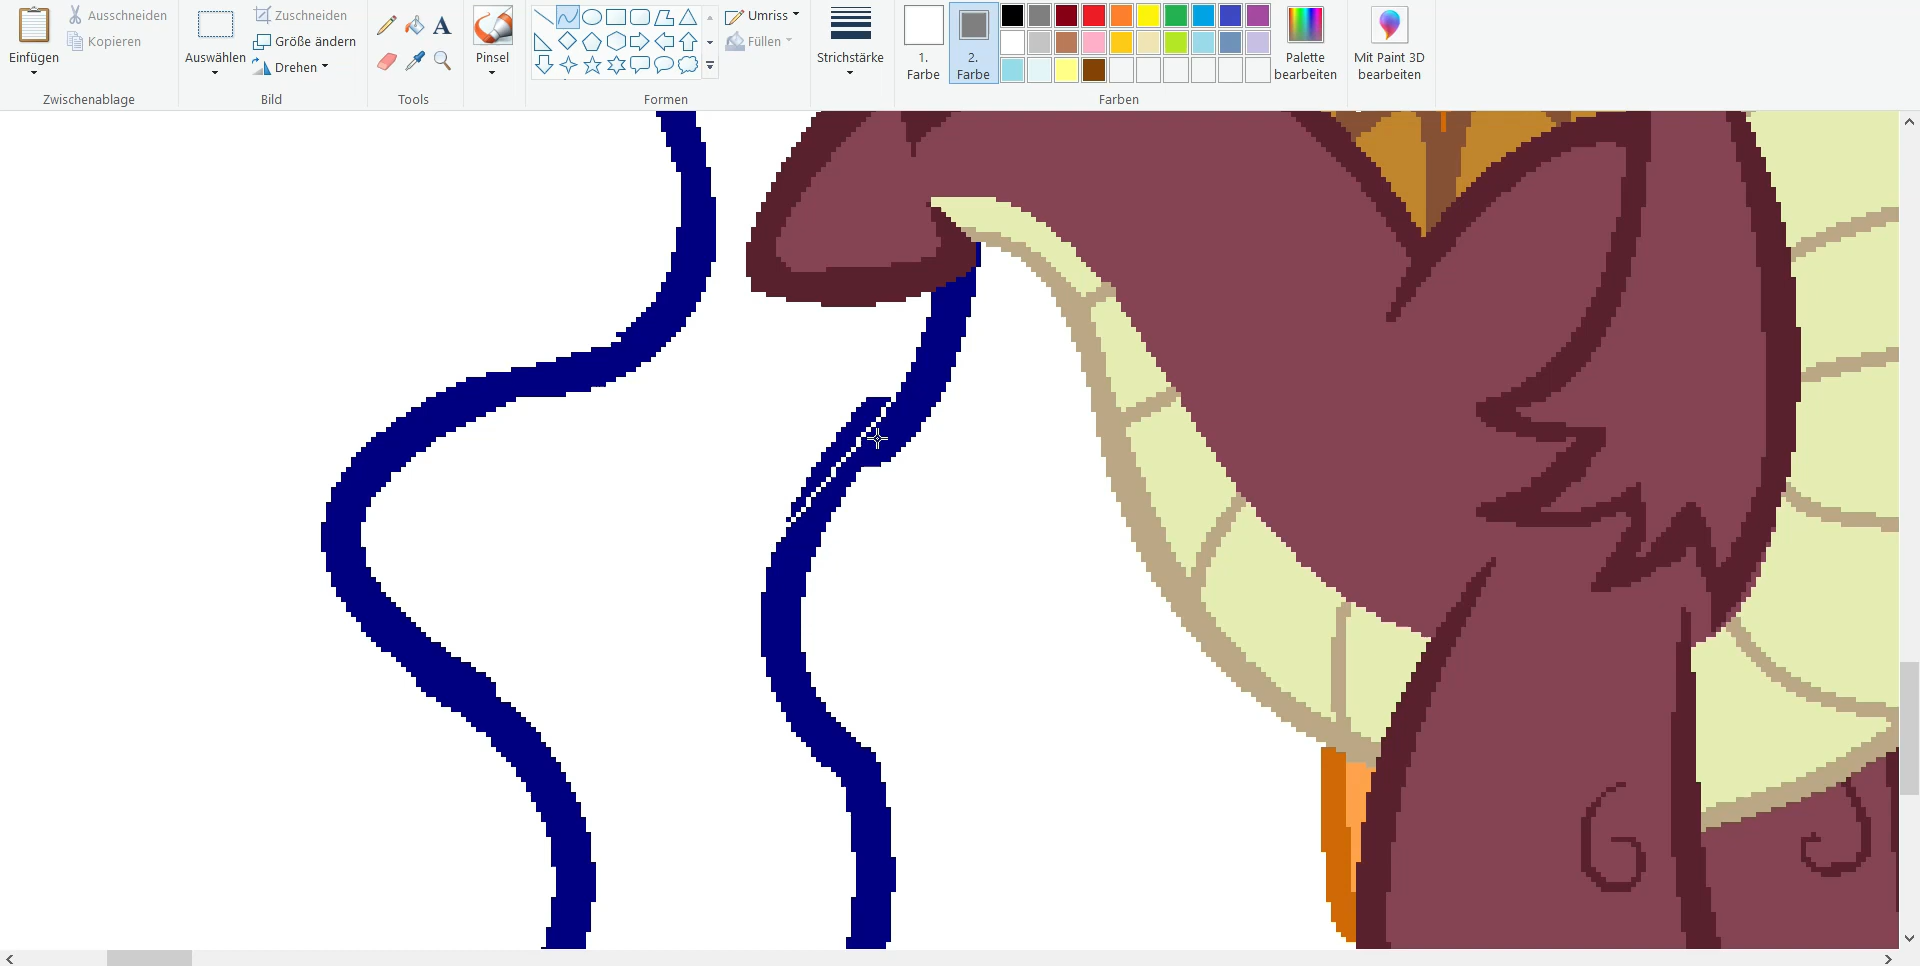 Einfügen
Ausschneiden
Kopieren
Zwischenablage
Auswählen
Zuschneiden
Größe ändern
Drehen
Bild
A
Tools
Pinsel
Umriss
Füllen
Formen
Strichstärke
1.
Farbe
2.
Farbe
Palette
bearbeiten
Farben
Mit Paint 3D
bearbeiten